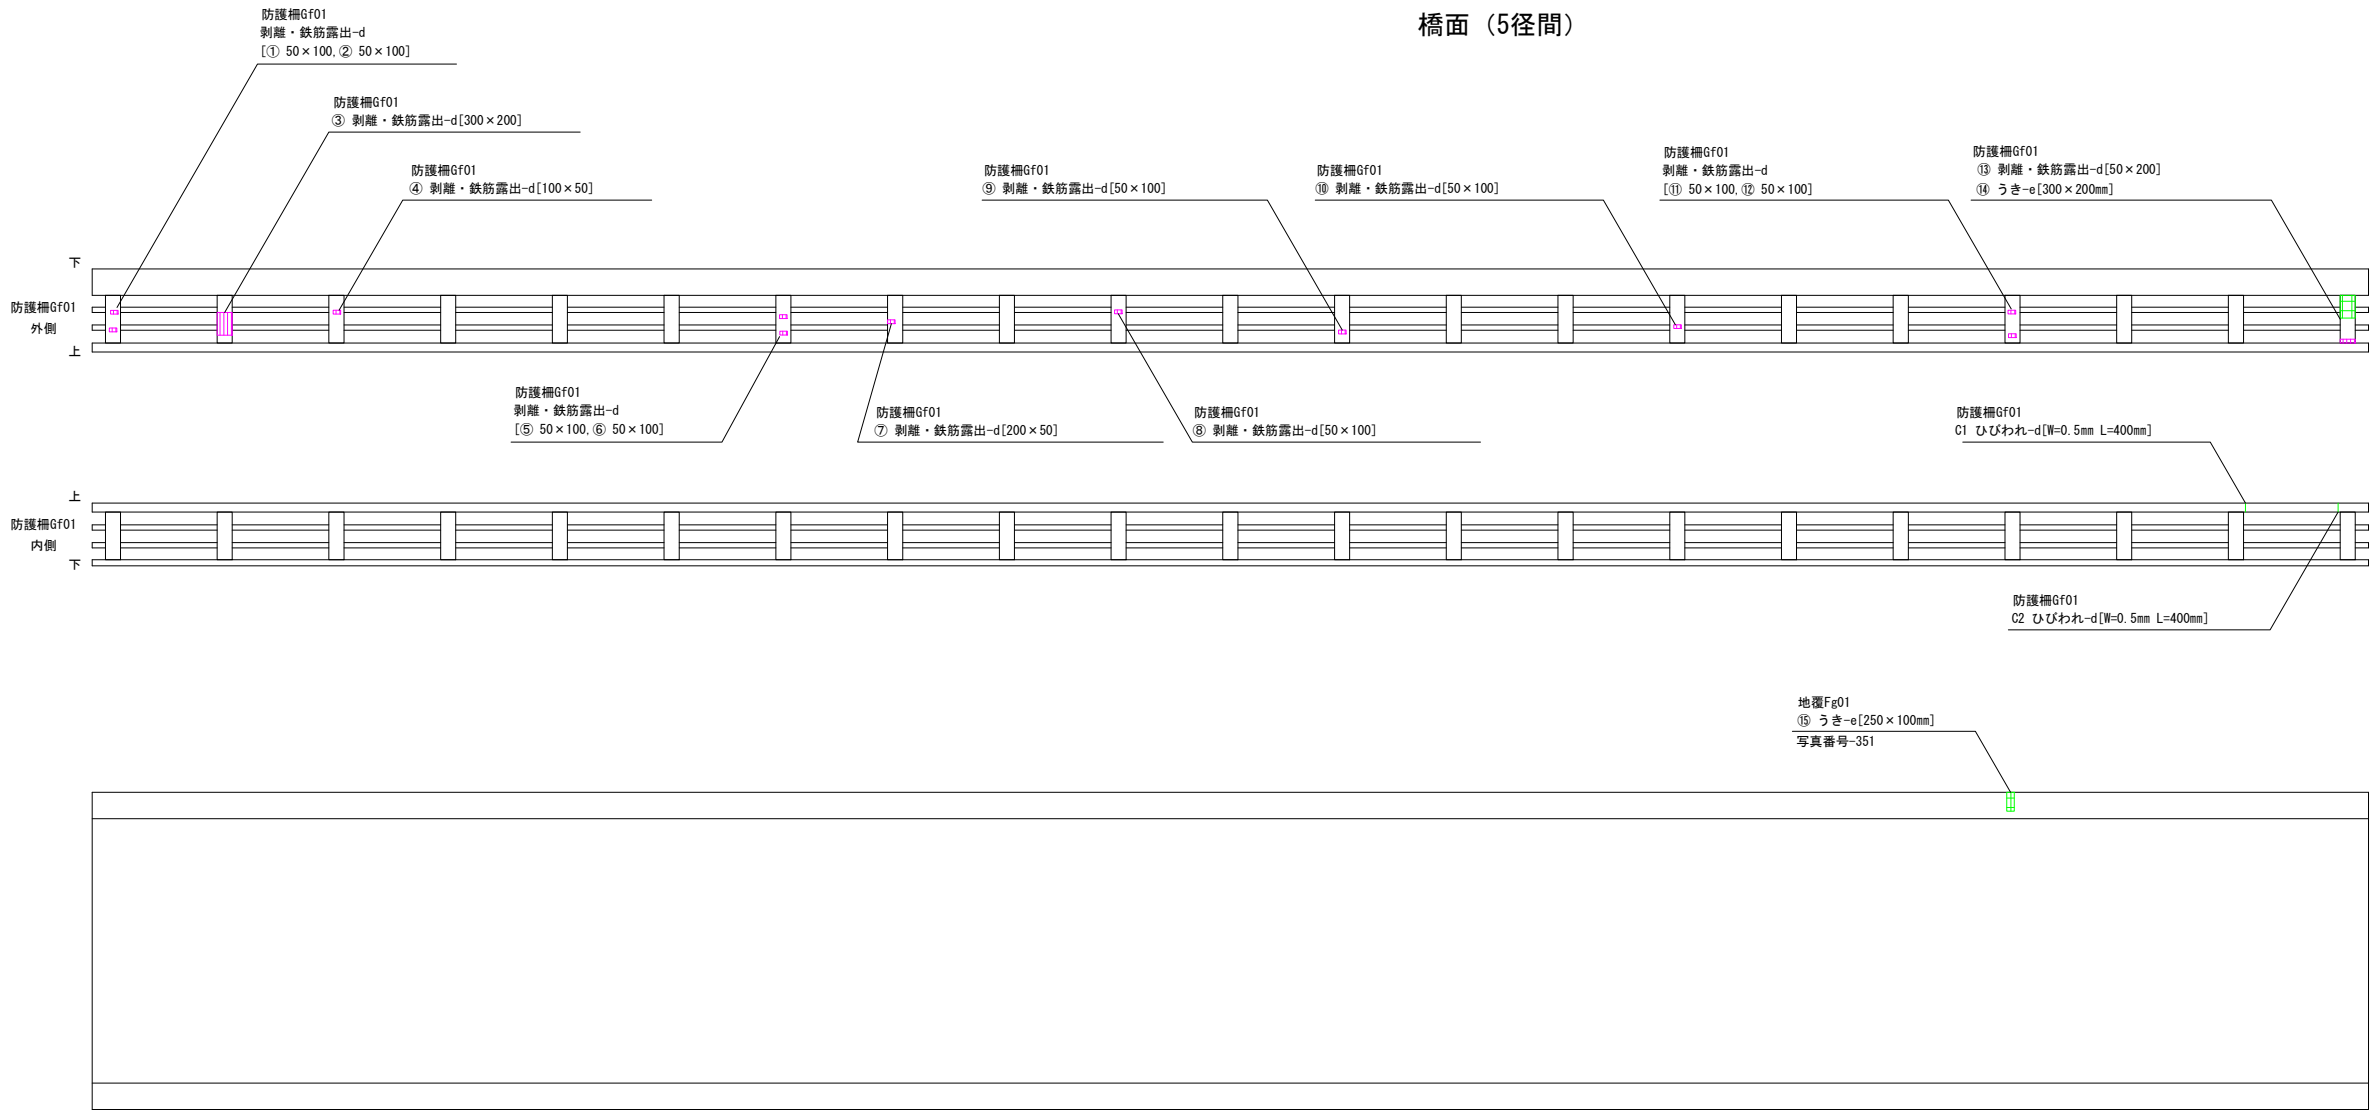 橋面（5径間）
防護柵Gf01
剥離・鉄筋露出-d
[① 50×100,② 50×100]
防護柵Gf01
③ 剥離・鉄筋露出-d[300×200]
防護柵Gf01
④ 剥離・鉄筋露出-d[100×50]
防護柵Gf01
⑨ 剥離・鉄筋露出-d[50×100]
防護柵Gf01
⑩ 剥離・鉄筋露出-d[50×100]
防護柵Gf01
剥離・鉄筋露出-d
[⑪ 50×100,⑫ 50×100]
防護柵Gf01
⑬ 剥離・鉄筋露出-d[50×200]
⑭ うき-e[300×200mm]
下
防護柵Gf01
外側
上
防護柵Gf01
剥離・鉄筋露出-d
[⑤ 50×100,⑥ 50×100]
防護柵Gf01
⑦ 剥離・鉄筋露出-d[200×50]
防護柵Gf01
⑧ 剥離・鉄筋露出-d[50×100]
防護柵Gf01
C1 ひびわれ-d[W=0.5mm L=400mm]
上
防護柵Gf01
内側
下
防護柵Gf01
C2 ひびわれ-d[W=0.5mm L=400mm]
地覆Fg01
⑮ うき-e[250×100mm]
写真番号-351